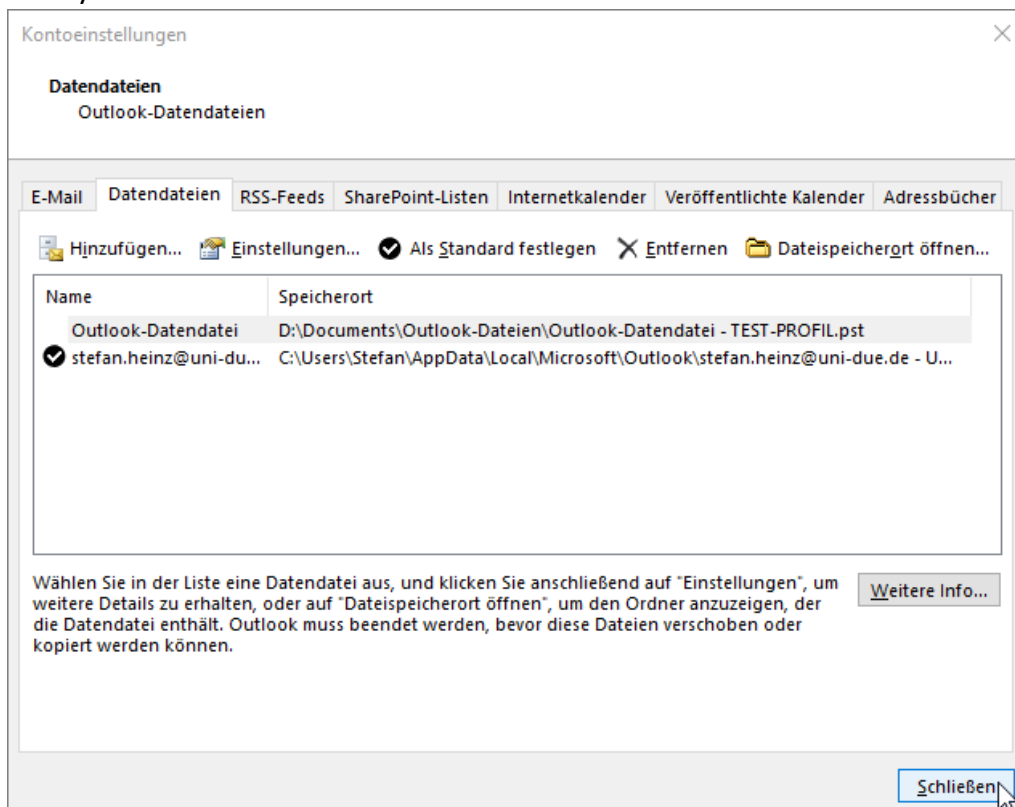 Kontoeinstellungen
Datendateien
Outlook-Datendateien
E-Mail Datendateien RSS-Feeds SharePoint-Listen Internetkalender Veröffentlichte Kalender Adressbücher
Hinzufügen... Einstellungen... Als Standard festlegen Entfernen Dateispeicherort öffnen...
Name Speicherort
Outlook-Datendatei D:\Documents\Outlook-Dateien\Outlook-Datendatei - TEST-PROFIL.pst
stefan.heinz@uni-du... C:\Users\Stefan\AppData\Local\Microsoft\Outlook\stefan.heinz@uni-due.de - U...
Wählen Sie in der Liste eine Datendatei aus, und klicken Sie anschließend auf "Einstellungen", um
weitere Details zu erhalten, oder auf "Dateispeicherort öffnen", um den Ordner anzuzeigen, der
die Datendatei enthält. Outlook muss beendet werden, bevor diese Dateien verschoben oder
kopiert werden können.
Weitere Info...
Schließen